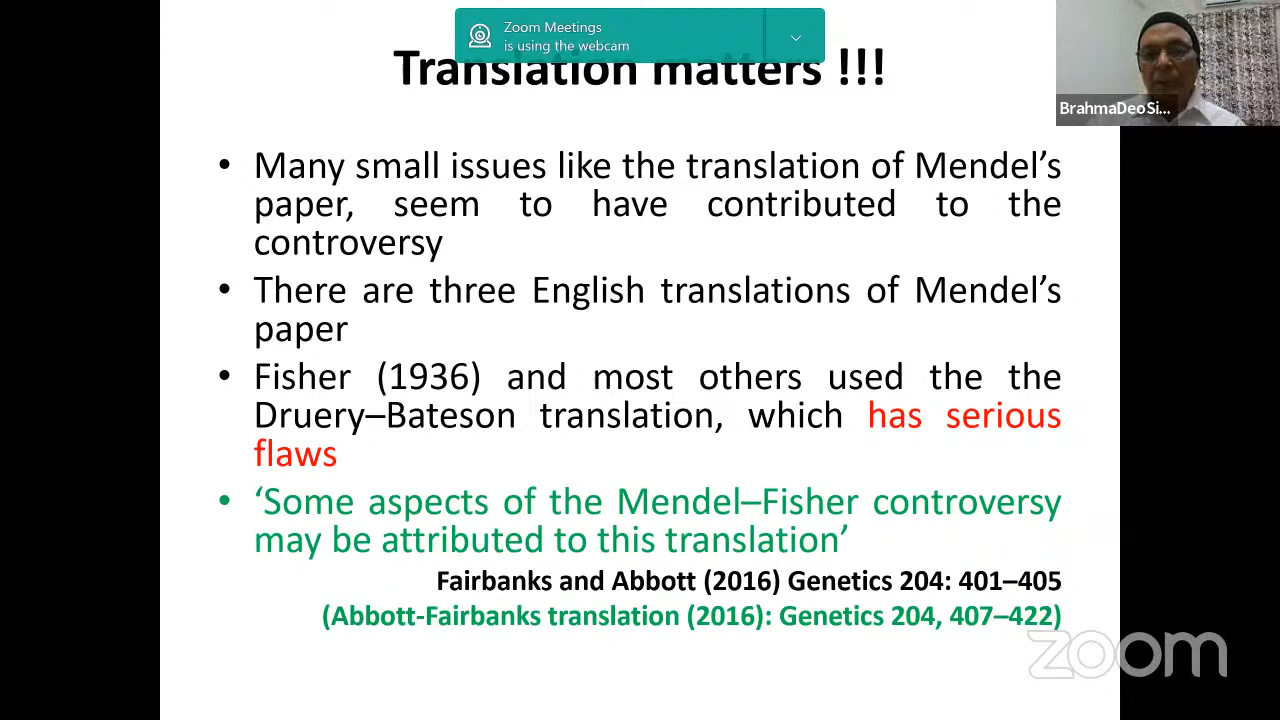 Zoom Meetings
is using the webcam
Translation matters !!!
BrahmaDeoSi...
• Many small issues like the translation of Mendel’s
paper, seem to have contributed to the
controversy
• There are three English translations of Mendel’s
paper
• Fisher (1936) and most others used the the
Druery–Bateson translation, which has serious
flaws
• ‘Some aspects of the Mendel–Fisher controversy
may be attributed to this translation’
Fairbanks and Abbott (2016) Genetics 204: 401–405
(Abbott-Fairbanks translation (2016): Genetics 204, 407–422)
zoom